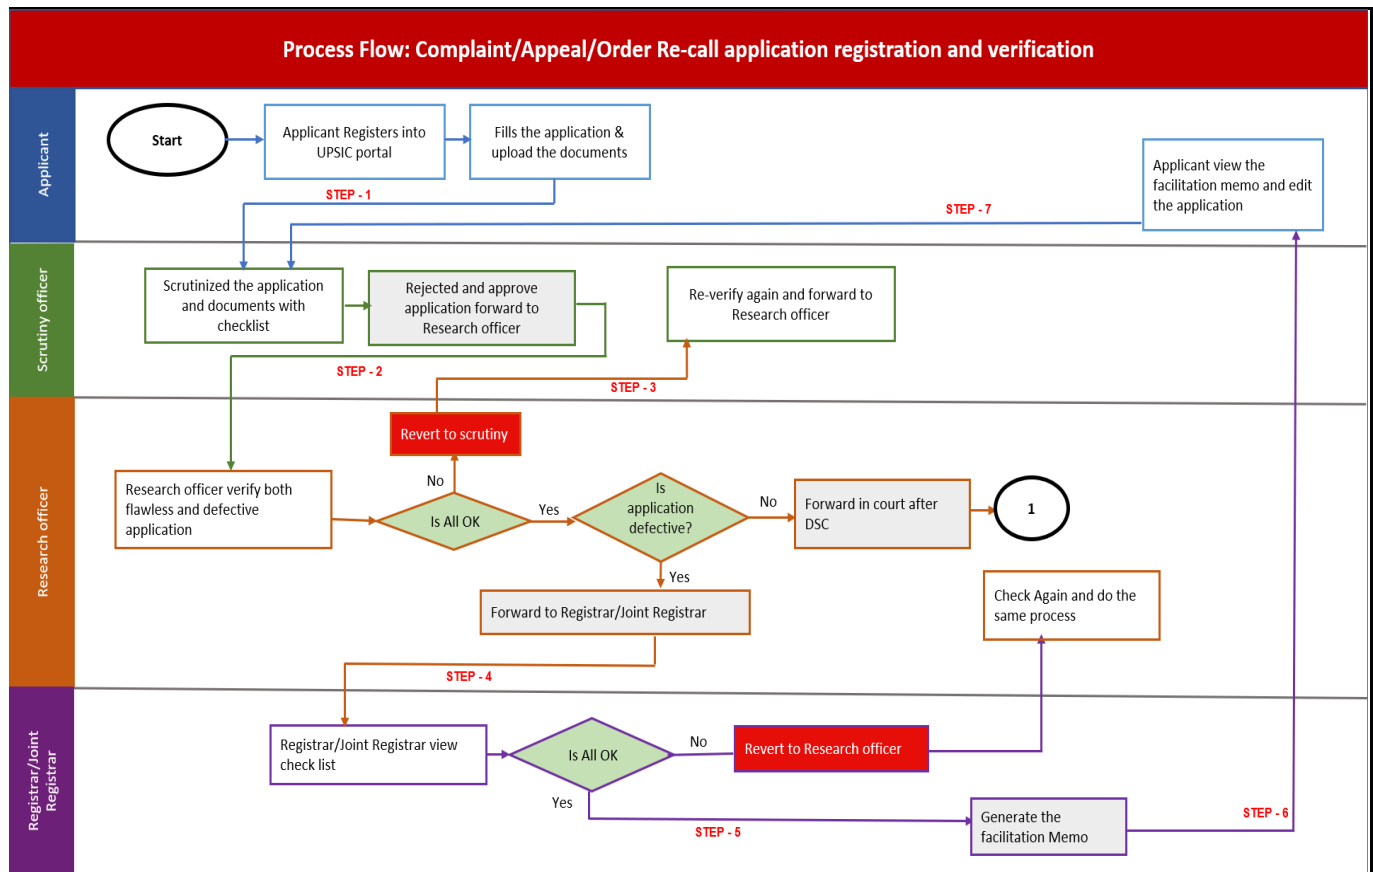 Process Flow: Complaint/Appeal/Order Re-call application registration and verification
Applicant
Start
Applicant Registers into
UPSIC portal
Fills the application &
upload the documents
Applicant view the
facilitation memo and edit
the application
STEP - 1
STEP - 7
Scrutiny officer
Scrutinized the application
and documents with
checklist
Rejected and approve
application forward to
Research officer
Re-verify again and forward to
Research officer
STEP - 2
STEP - 3
Research officer
Revert to scrutiny
No
Research officer verify both
flawless and defective
application
Is All OK
Yes
Is
application
defective?
No
Forward in court after
DSC
1
Yes
Forward to Registrar/Joint Registrar
Check Again and do the
same process
STEP - 4
Registrar/Joint
Registrar
Registrar/Joint Registrar view
check list
Is All OK
No
Revert to Research officer
Yes
STEP - 5
Generate the
facilitation Memo
STEP - 6